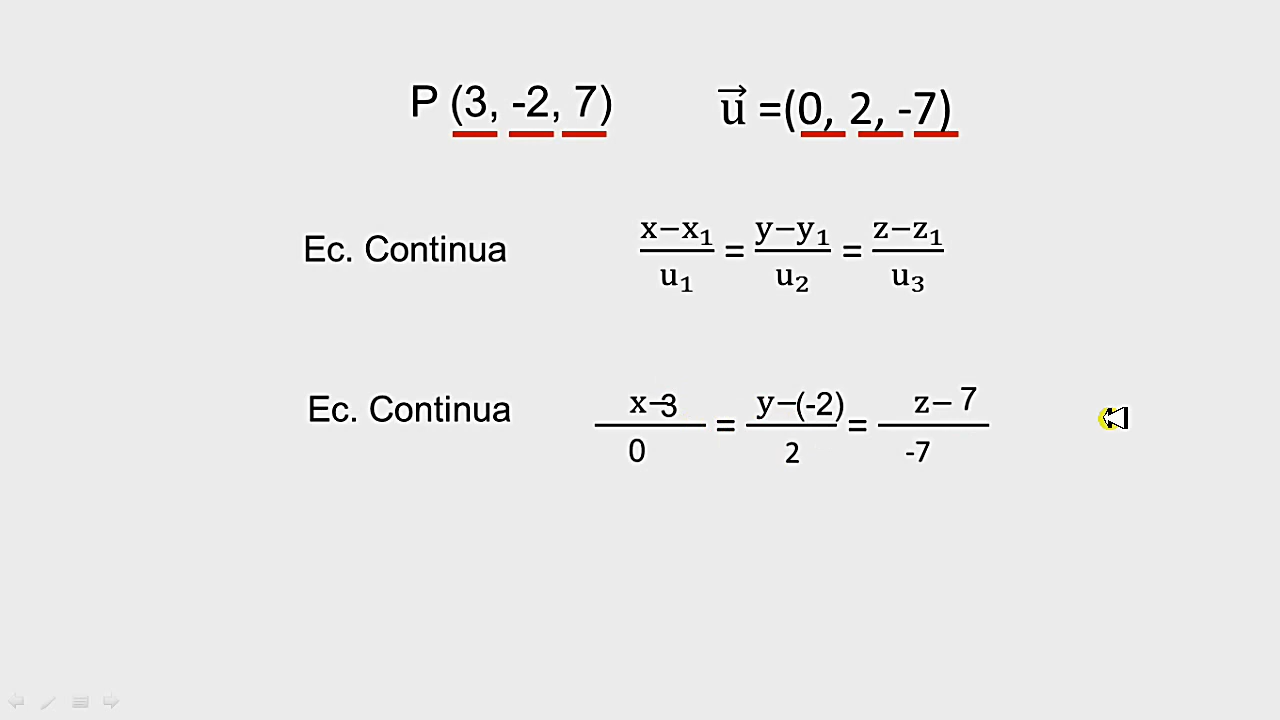 P (3, -2, 7) u⃗ =(0, 2, -7)
Ec. Continua x−x₁/u₁ = y−y₁/u₂ = z−z₁/u₃
Ec. Continua x−3/0 = y−(-2)/2 = z−7/-7